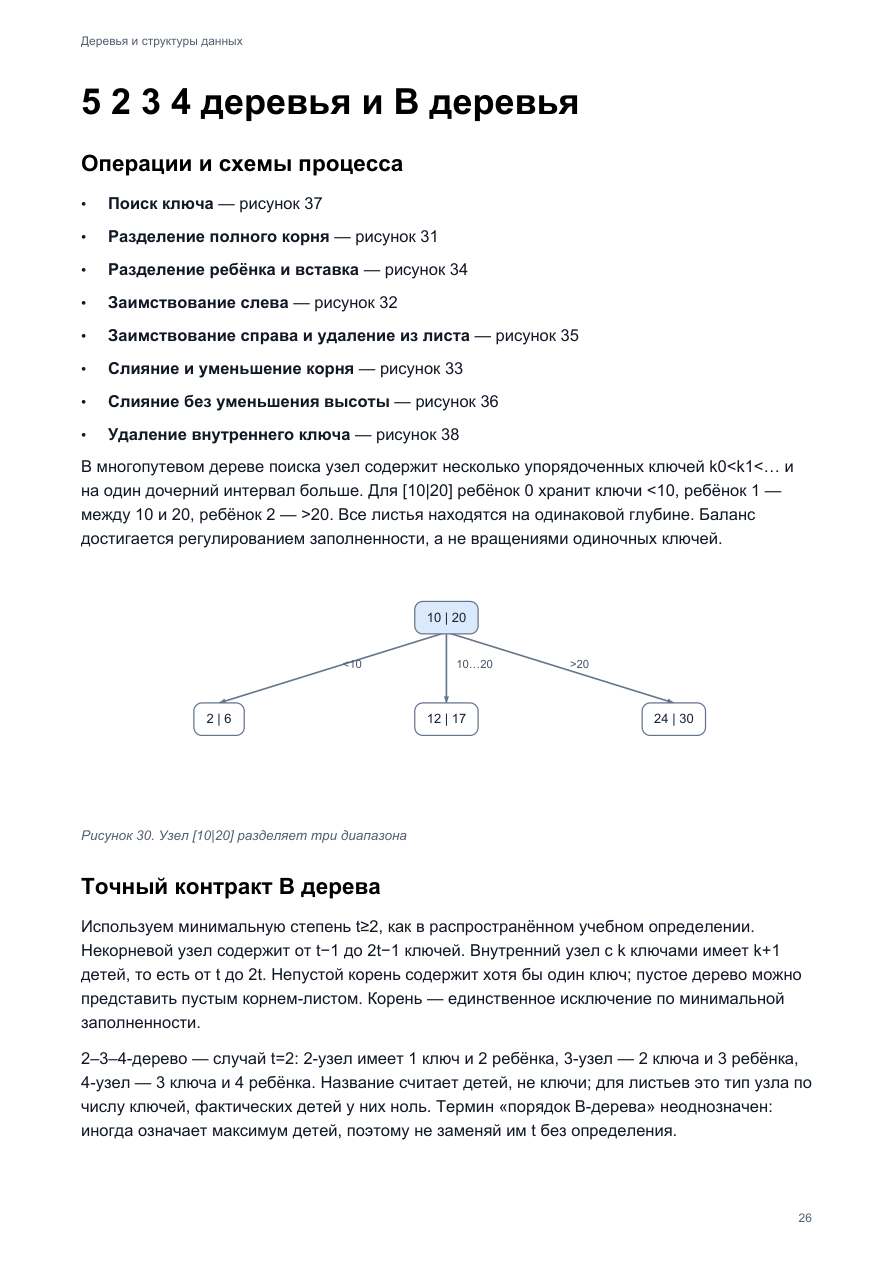 Деревья и структуры данных
5 2 3 4 деревья и B деревья
Операции и схемы процесса
• Поиск ключа — рисунок 37
• Разделение полного корня — рисунок 31
• Разделение ребёнка и вставка — рисунок 34
• Заимствование слева — рисунок 32
• Заимствование справа и удаление из листа — рисунок 35
• Слияние и уменьшение корня — рисунок 33
• Слияние без уменьшения высоты — рисунок 36
• Удаление внутреннего ключа — рисунок 38
В многопутевом дереве поиска узел содержит несколько упорядоченных ключей k0<k1<… и
на один дочерний интервал больше. Для [10|20] ребёнок 0 хранит ключи <10, ребёнок 1 —
между 10 и 20, ребёнок 2 — >20. Все листья находятся на одинаковой глубине. Баланс
достигается регулированием заполненности, а не вращениями одиночных ключей.
10 | 20
<10
10…20
>20
2 | 6
12 | 17
24 | 30
Рисунок 30. Узел [10|20] разделяет три диапазона
Точный контракт B дерева
Используем минимальную степень t≥2, как в распространённом учебном определении.
Некорневой узел содержит от t−1 до 2t−1 ключей. Внутренний узел с k ключами имеет k+1
детей, то есть от t до 2t. Непустой корень содержит хотя бы один ключ; пустое дерево можно
представить пустым корнем-листом. Корень — единственное исключение по минимальной
заполненности.
2–3–4-дерево — случай t=2: 2-узел имеет 1 ключ и 2 ребёнка, 3-узел — 2 ключа и 3 ребёнка,
4-узел — 3 ключа и 4 ребёнка. Название считает детей, не ключи; для листьев это тип узла по
числу ключей, фактических детей у них ноль. Термин «порядок B-дерева» неоднозначен:
иногда означает максимум детей, поэтому не заменяй им t без определения.
26